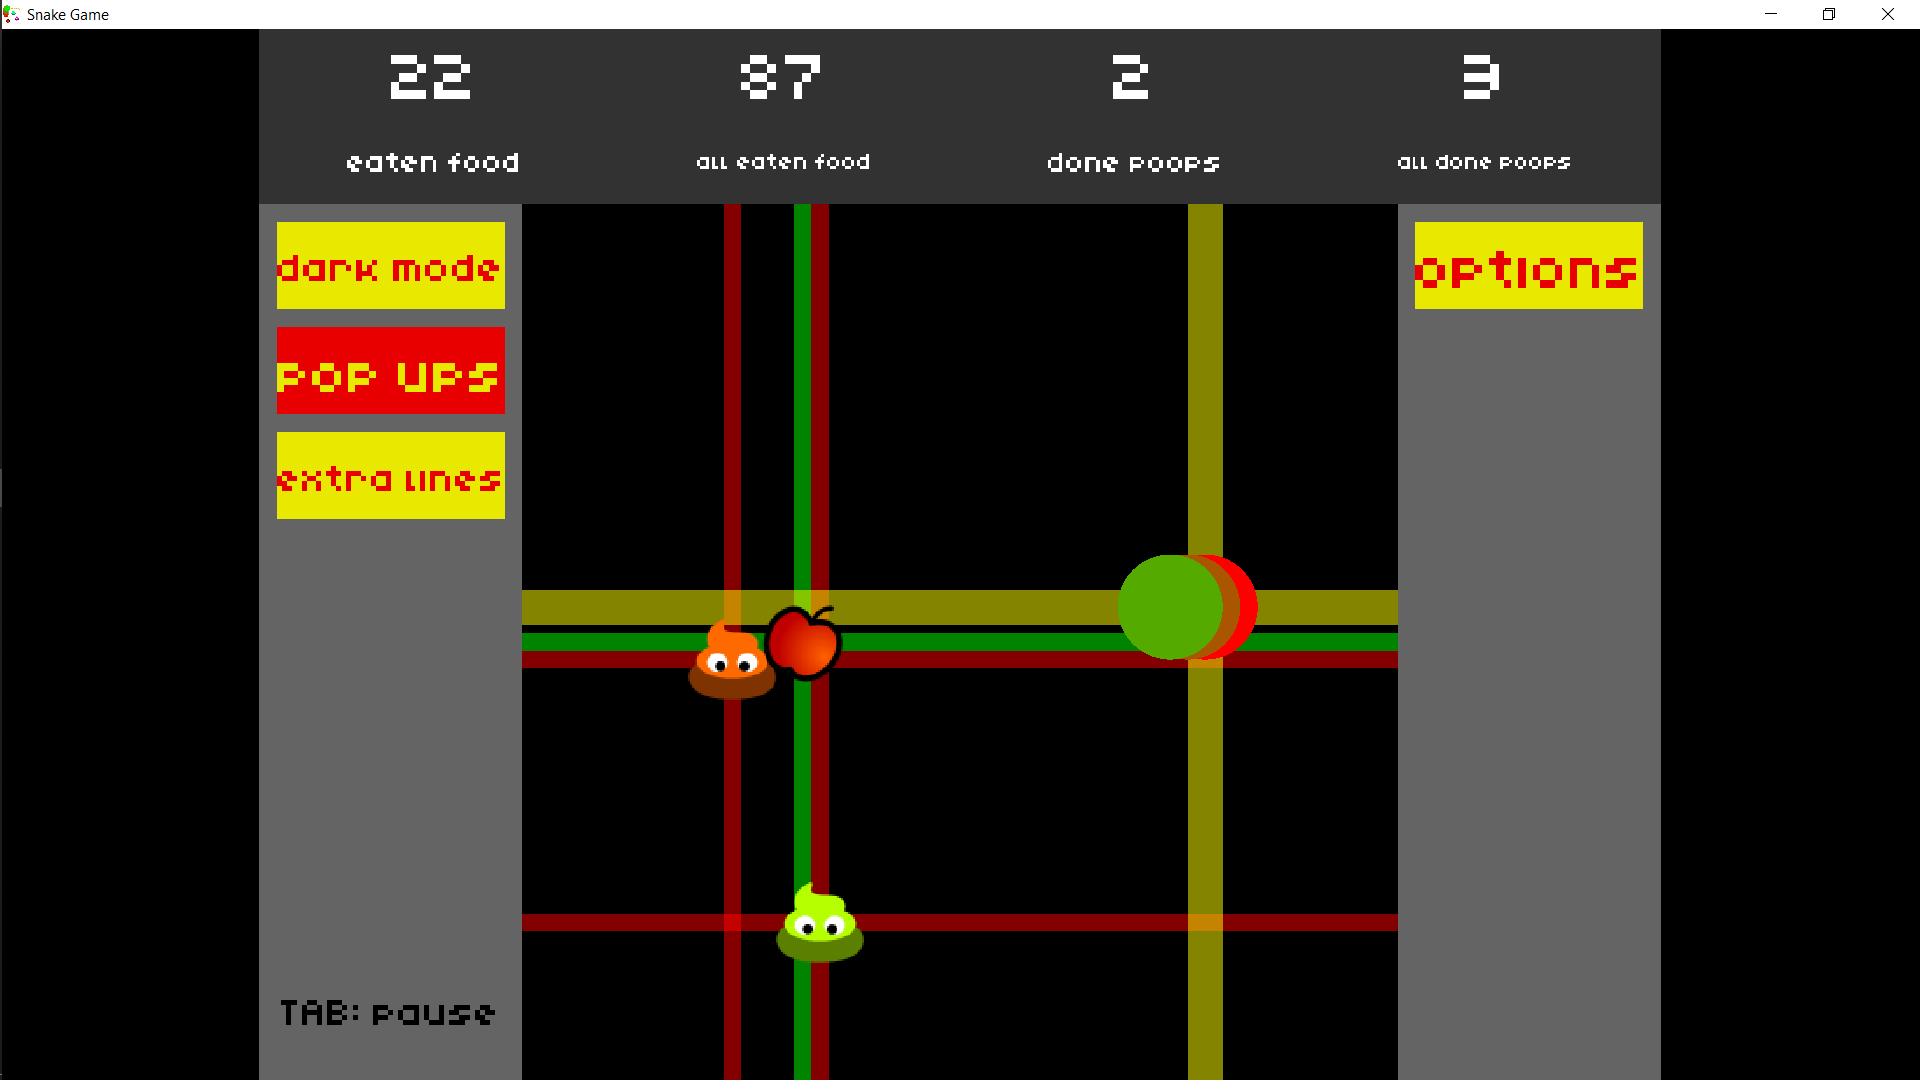 Snake Game
22 87 2 3
eaten food all eaten food done poops all done poops
dark mode
options
pop ups
extra lines
TAB: pause